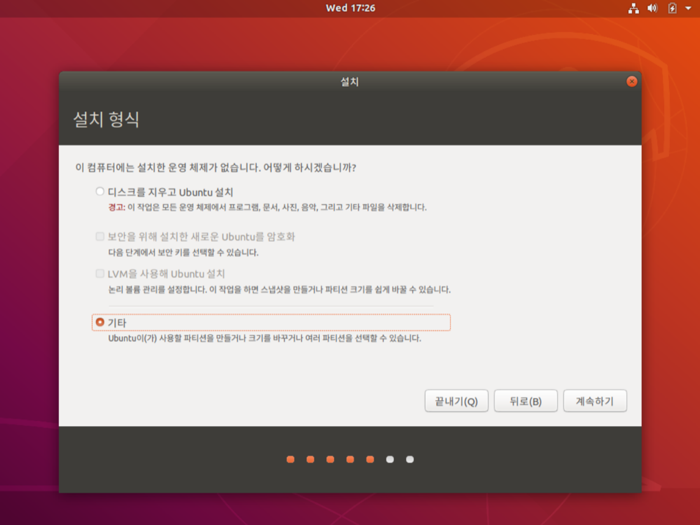 Wed 17:26
설치
설치 형식
이 컴퓨터에는 설치한 운영 체제가 없습니다. 어떻게 하시겠습니까?
디스크를 지우고 Ubuntu 설치
경고: 이 작업은 모든 운영 체제에서 프로그램, 문서, 사진, 음악, 그리고 기타 파일을 삭제합니다.
보안을 위해 설치한 새로운 Ubuntu를 암호화
다음 단계에서 보안 키를 선택할 수 있습니다.
LVM을 사용해 Ubuntu 설치
논리 볼륨 관리를 설정합니다. 이 작업을 하면 스냅샷을 만들거나 파티션 크기를 쉽게 바꿀 수 있습니다.
기타
Ubuntu이(가) 사용할 파티션을 만들거나 크기를 바꾸거나 여러 파티션을 선택할 수 있습니다.
끝내기(Q)
뒤로(B)
계속하기